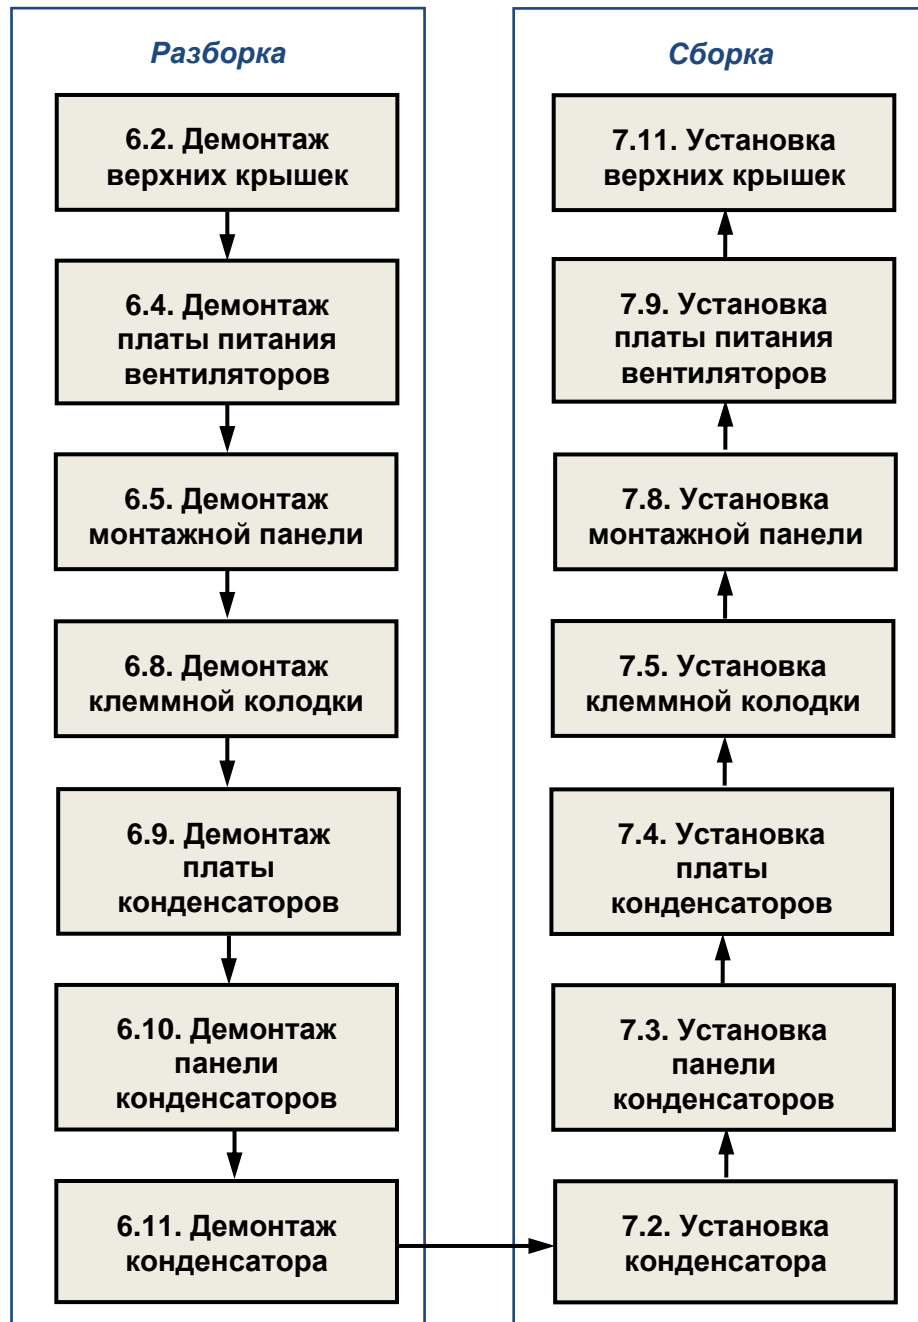 Разборка
6.2. Демонтаж
верхних крышек
6.4. Демонтаж
платы питания
вентиляторов
6.5. Демонтаж
монтажной панели
6.8. Демонтаж
клеммной колодки
6.9. Демонтаж
платы
конденсаторов
6.10. Демонтаж
панели
конденсаторов
6.11. Демонтаж
конденсатора
Сборка
7.11. Установка
верхних крышек
7.9. Установка
платы питания
вентиляторов
7.8. Установка
монтажной панели
7.5. Установка
клеммной колодки
7.4. Установка
платы
конденсаторов
7.3. Установка
панели
конденсаторов
7.2. Установка
конденсатора